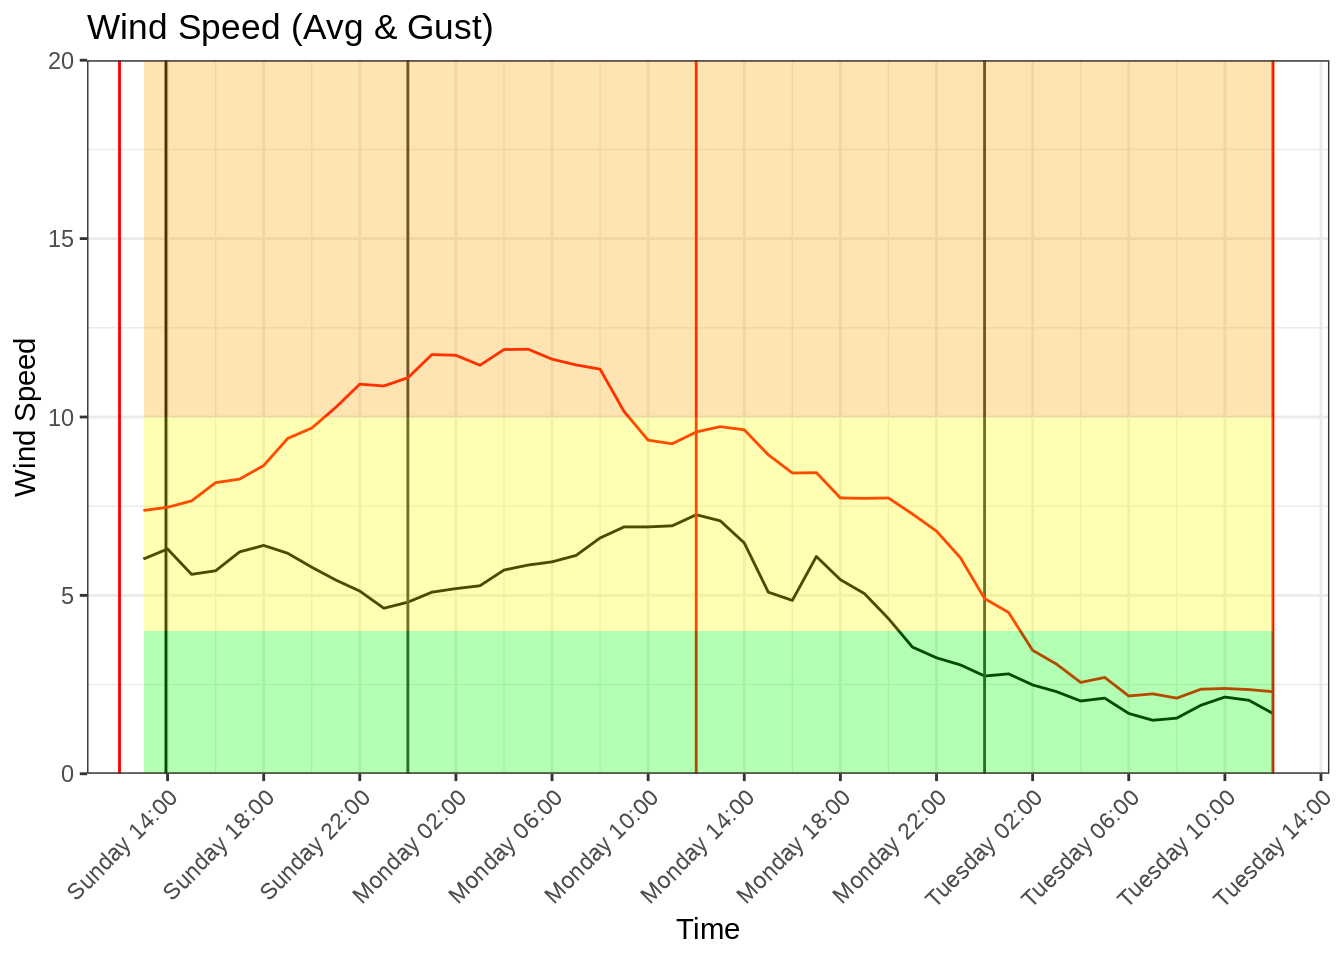 Wind Speed (Avg & Gust)
20
15
10
5
0
Wind Speed
Sunday 14:00
Sunday 18:00
Sunday 22:00
Monday 02:00
Monday 06:00
Monday 10:00
Monday 14:00
Monday 18:00
Monday 22:00
Tuesday 02:00
Tuesday 06:00
Tuesday 10:00
Tuesday 14:00
Time